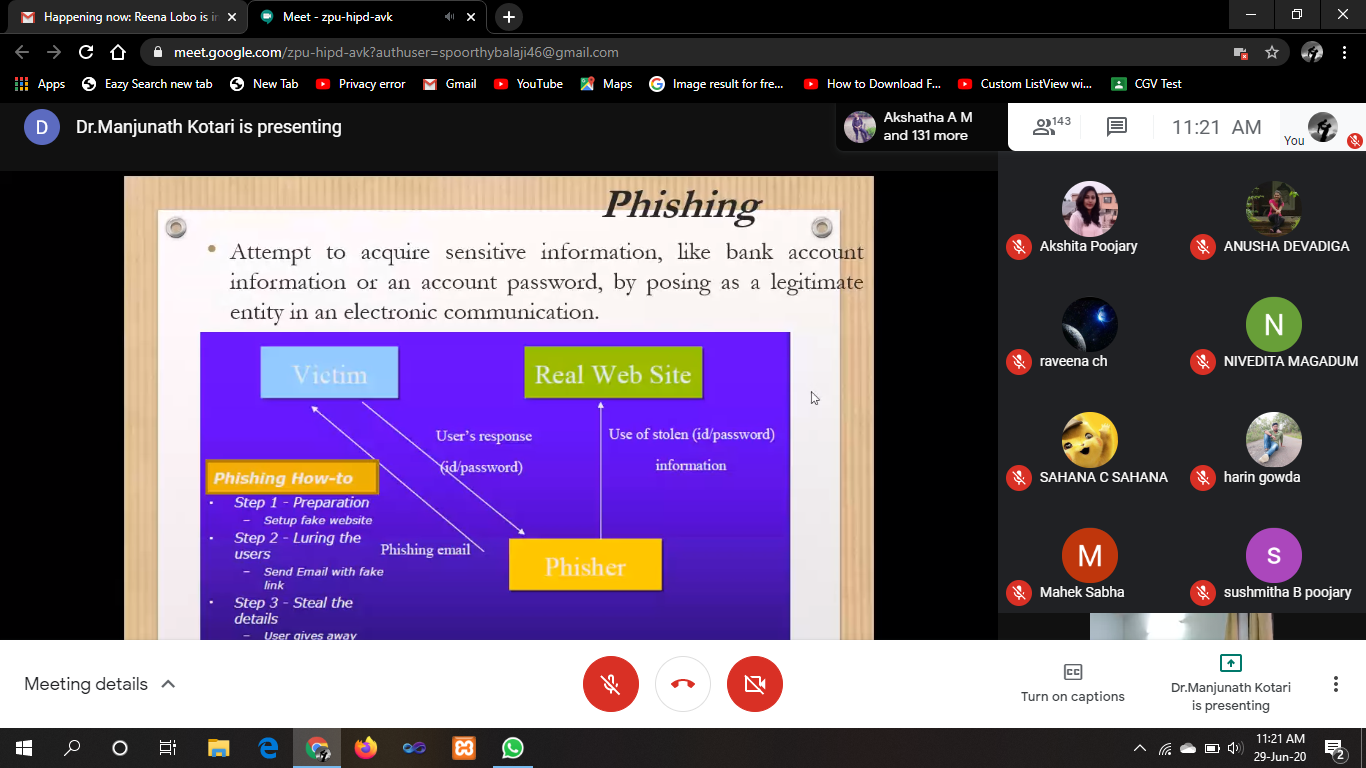 Happening now: Reena Lobo is in
Meet - zpu-hipd-avk
meet.google.com/zpu-hipd-avk?authuser=spoorthybalaji46@gmail.com
Apps
Eazy Search new tab
New Tab
Privacy error
Gmail
YouTube
Maps
Image result for fre...
How to Download F...
Custom ListView wi...
CGV Test
D
Dr.Manjunath Kotari is presenting
Akshatha A M
and 131 more
143
11:21 AM
You
Phishing
• Attempt to acquire sensitive information, like bank account
information or an account password, by posing as a legitimate
entity in an electronic communication.
Victim
Real Web Site
User's response
(id/password)
Use of stolen (id/password)
information
Phishing How-to
• Step 1 - Preparation
– Setup fake website
• Step 2 - Luring the
users
– Send Email with fake
link
• Step 3 - Steal the
details
– User gives away
Phishing email
Phisher
Akshita Poojary
ANUSHA DEVADIGA
raveena ch
N
NIVEDITA MAGADUM
SAHANA C SAHANA
harin gowda
M
Mahek Sabha
s
sushmitha B poojary
Meeting details
CC
Turn on captions
Dr.Manjunath Kotari
is presenting
11:21 AM
29-Jun-20
2